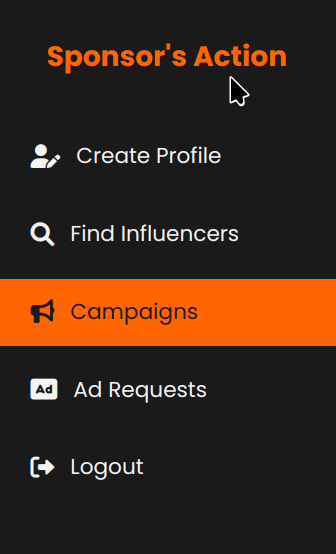 Sponsor's Action
Create Profile
Find Influencers
Campaigns
Ad
Ad Requests
Logout